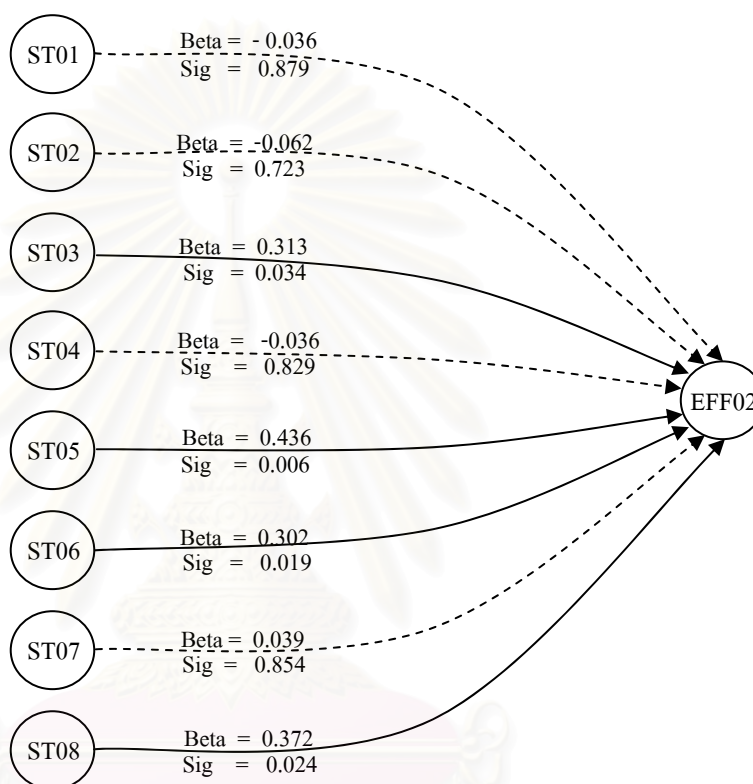 ST01
Beta = - 0.036
Sig = 0.879
ST02
Beta = -0.062
Sig = 0.723
ST03
Beta = 0.313
Sig = 0.034
ST04
Beta = -0.036
Sig = 0.829
EFF02
ST05
Beta = 0.436
Sig = 0.006
ST06
Beta = 0.302
Sig = 0.019
ST07
Beta = 0.039
Sig = 0.854
ST08
Beta = 0.372
Sig = 0.024